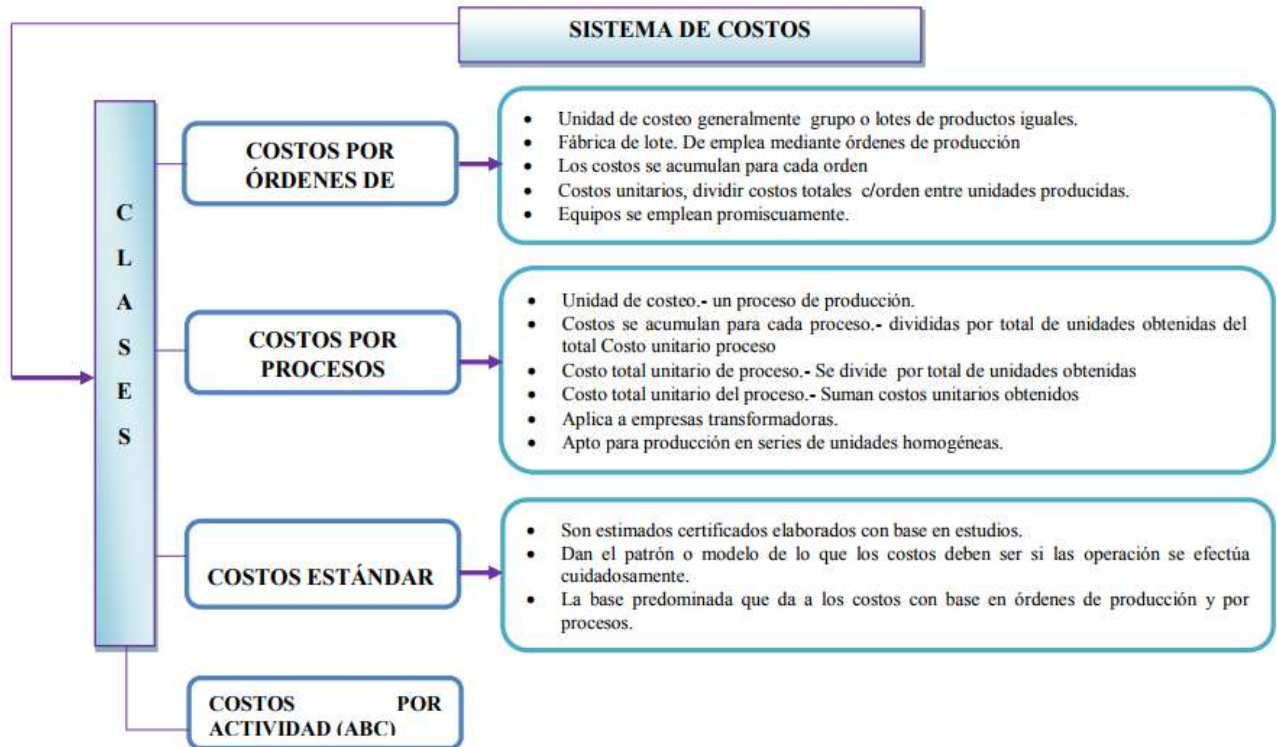 SISTEMA DE COSTOS
C
L
A
S
E
S
COSTOS POR
ÓRDENES DE
• Unidad de costeo generalmente grupo o lotes de productos iguales.
• Fábrica de lote. De emplea mediante órdenes de producción
• Los costos se acumulan para cada orden
• Costos unitarios, dividir costos totales c/orden entre unidades producidas.
• Equipos se emplean promiscuamente.
COSTOS POR
PROCESOS
• Unidad de costeo.- un proceso de producción.
• Costos se acumulan para cada proceso.- divididas por total de unidades obtenidas del
total Costo unitario proceso
• Costo total unitario de proceso.- Se divide por total de unidades obtenidas
• Costo total unitario del proceso.- Suman costos unitarios obtenidos
• Aplica a empresas transformadoras.
• Apto para producción en series de unidades homogéneas.
COSTOS ESTÁNDAR
• Son estimados certificados elaborados con base en estudios.
• Dan el patrón o modelo de lo que los costos deben ser si las operación se efectúa
cuidadosamente.
• La base predominada que da a los costos con base en órdenes de producción y por
procesos.
COSTOS POR
ACTIVIDAD (ABC)